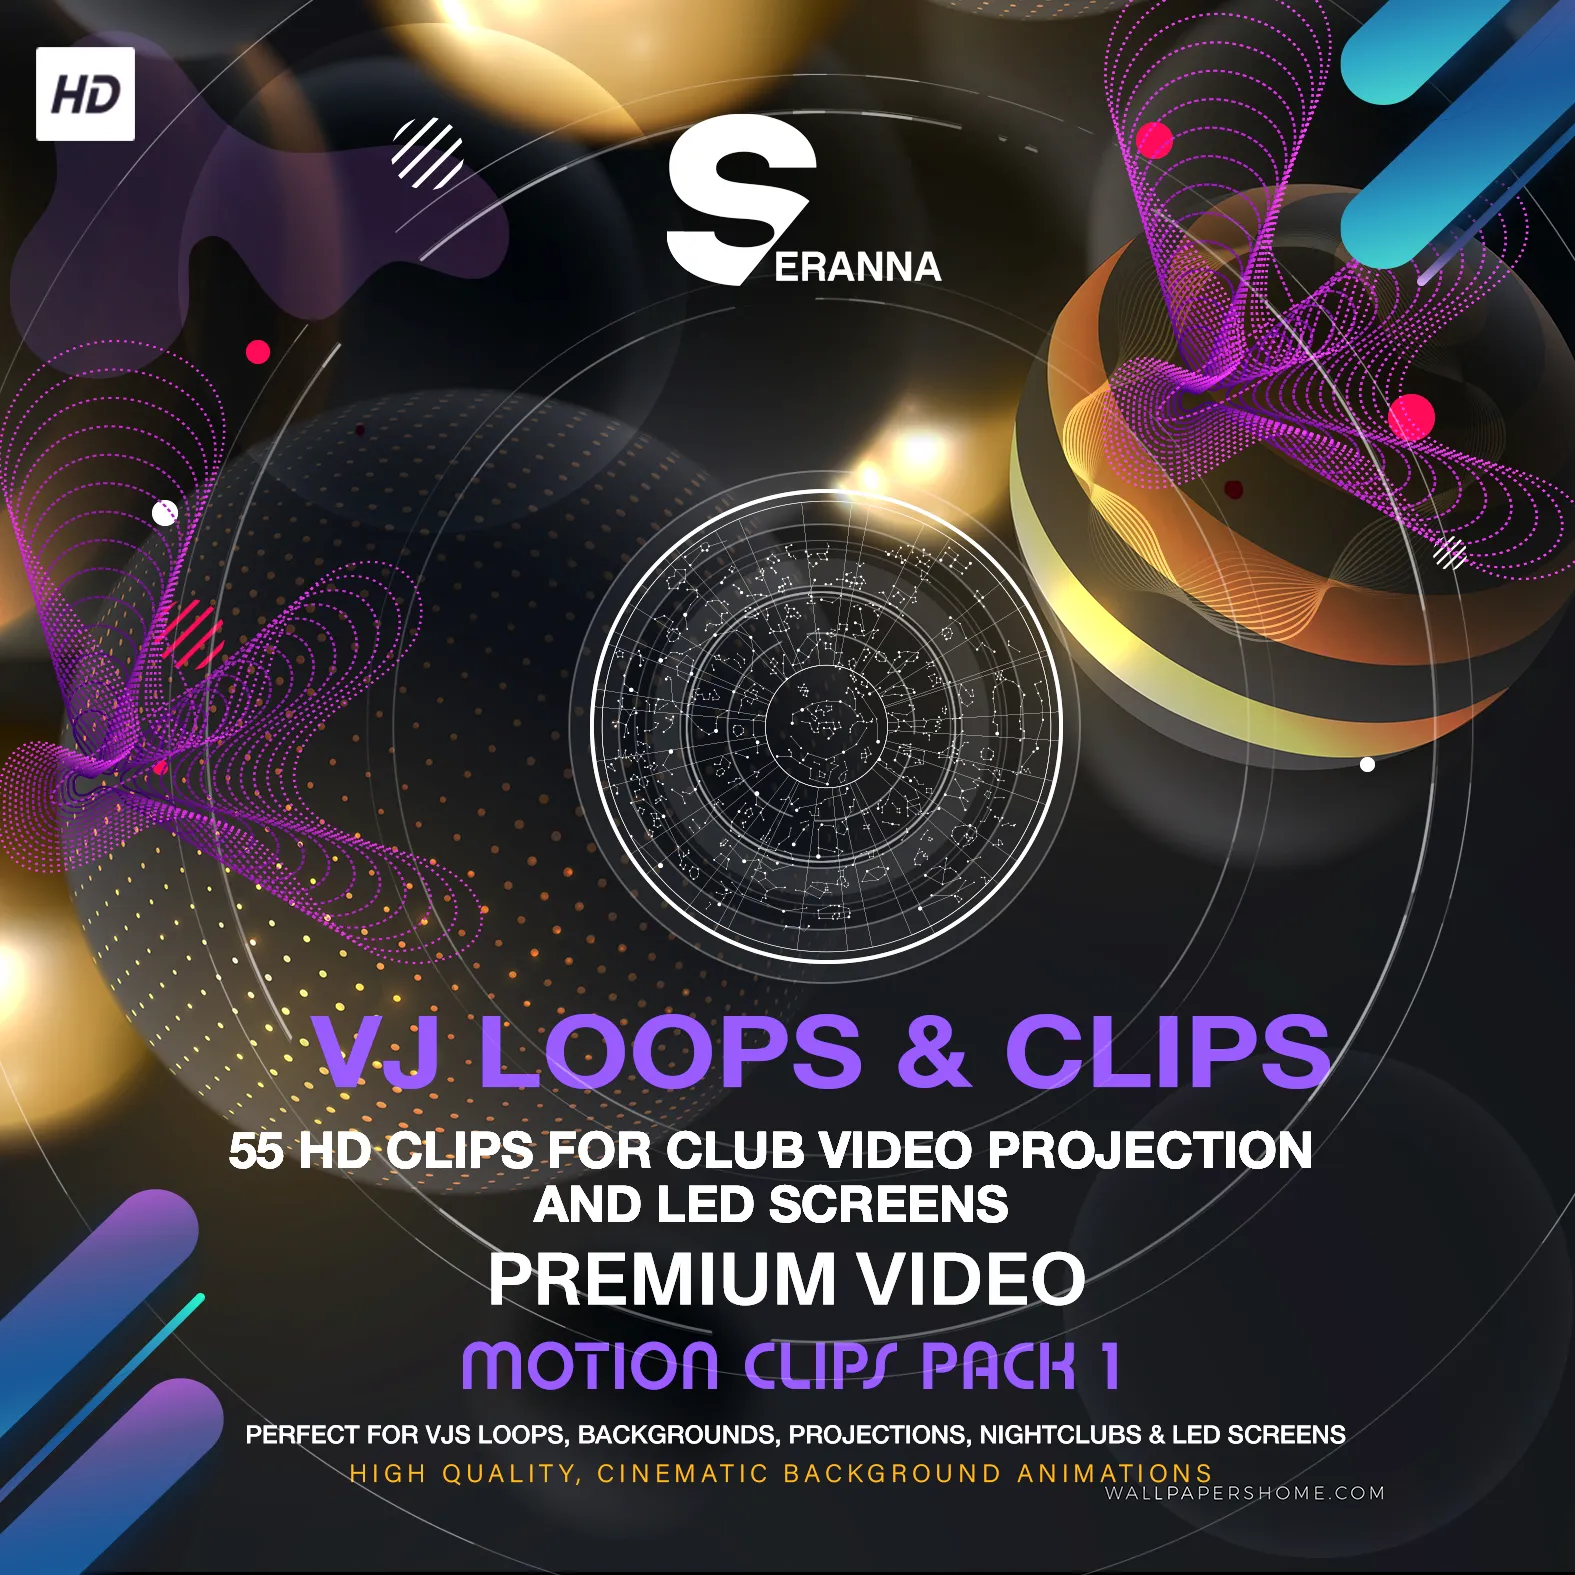 HD
SERANNA
VJ LOOPS & CLIPS
55 HD CLIPS FOR CLUB VIDEO PROJECTION
AND LED SCREENS
PREMIUM VIDEO
MOTION CLIPS PACK 1
PERFECT FOR VJS LOOPS, BACKGROUNDS, PROJECTIONS, NIGHTCLUBS & LED SCREENS
HIGH QUALITY, CINEMATIC BACKGROUND ANIMATIONS
WALLPAPERSHOME.COM